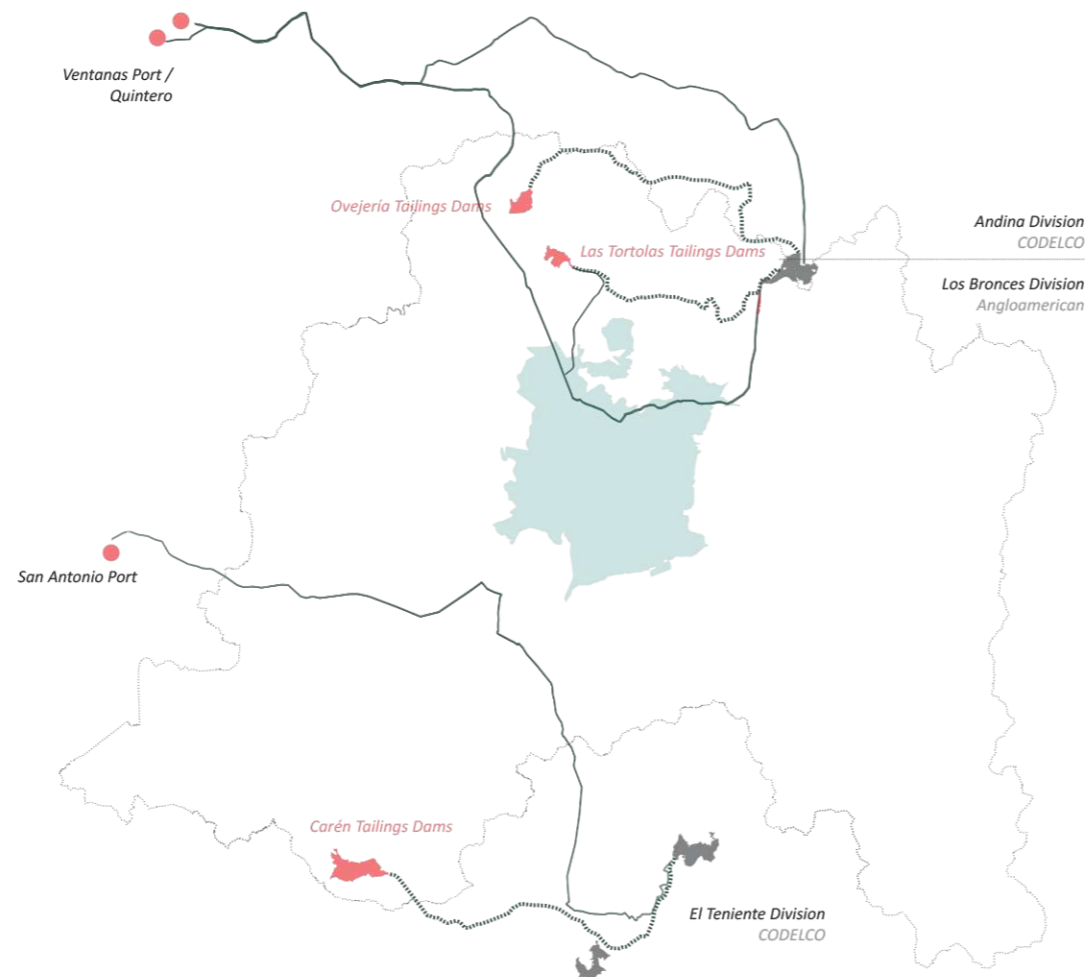 Ventanas Port /
Quintero
Ovejería Tailings Dams
Las Tortolas Tailings Dams
Andina Division
CODELCO
Los Bronces Division
Angloamerican
San Antonio Port
Carén Tailings Dams
El Teniente Division
CODELCO